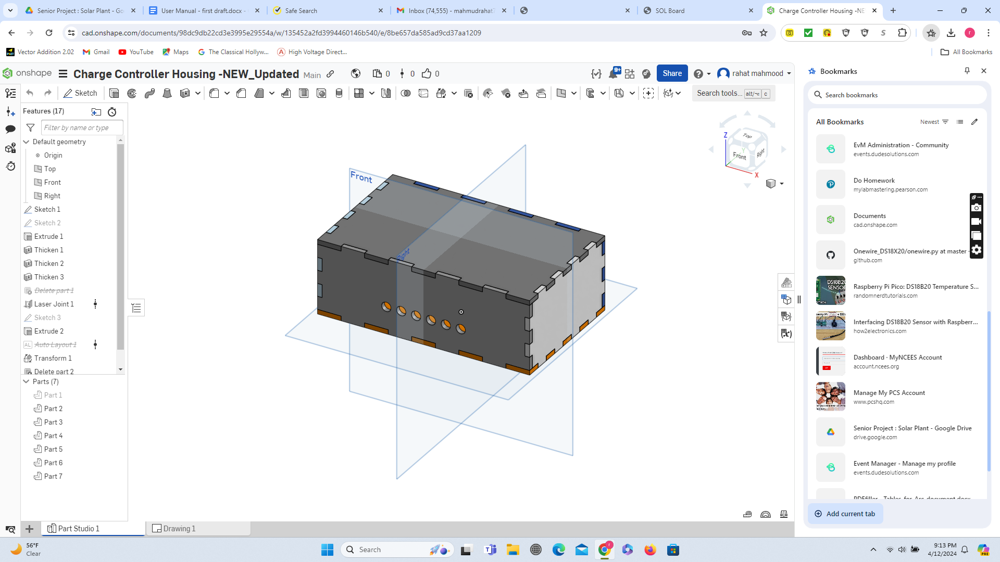 Senior Project : Solar Plant - Go
User Manual - first draft.docx -
Safe Search
Inbox (74,555) - mahmudrahat
SOL Board
Charge Controller Housing -NE
cad.onshape.com/documents/98dc9db22cd3e3995e29554a/w/135452a2fd3994460146b540/e/8be657da585ad9cd37aa1209
S
r
Vector Addition 2.02
Gmail
YouTube
Maps
The Classical Hollyw...
High Voltage Direct...
All Bookmarks
onshape
Charge Controller Housing -NEW_Updated
Main
0
0
0
9+
Share
rahat mahmood
Sketch
Search tools...
alt/⌥
c
Features (17)
Filter by name or type
Default geometry
Origin
Top
Front
Right
Sketch 1
Sketch 2
Extrude 1
Thicken 1
Thicken 2
Thicken 3
Delete part 1
Laser Joint 1
Sketch 3
Extrude 2
AL Auto Layout 1
Transform 1
Delete part 2
Parts (7)
Part 1
Part 2
Part 3
Part 4
Part 5
Part 6
Part 7
Front
Right
Z
Top
Y
Front
Right
X
(x)
Part Studio 1
Drawing 1
Bookmarks
Search bookmarks
All Bookmarks
Newest
EvM Administration - Community
events.dudesolutions.com
Do Homework
mylabmastering.pearson.com
Documents
cad.onshape.com
Onewire_DS18X20/onewire.py at master
github.com
DS18B20
SENSOR
Raspberry Pi Pico: DS18B20 Temperature S...
randomnerdtutorials.com
Interfacing DS18B20 Sensor with Raspberr...
how2electronics.com
Dashboard · MyNCEES Account
account.ncees.org
Manage My PCS Account
www.pcshq.com
Senior Project : Solar Plant - Google Drive
drive.google.com
Event Manager - Manage my profile
events.dudesolutions.com
PDFfiller - Tables-for-Arc-document.docx
Add current tab
56°F
Clear
Search
r
9:13 PM
4/12/2024
PRE